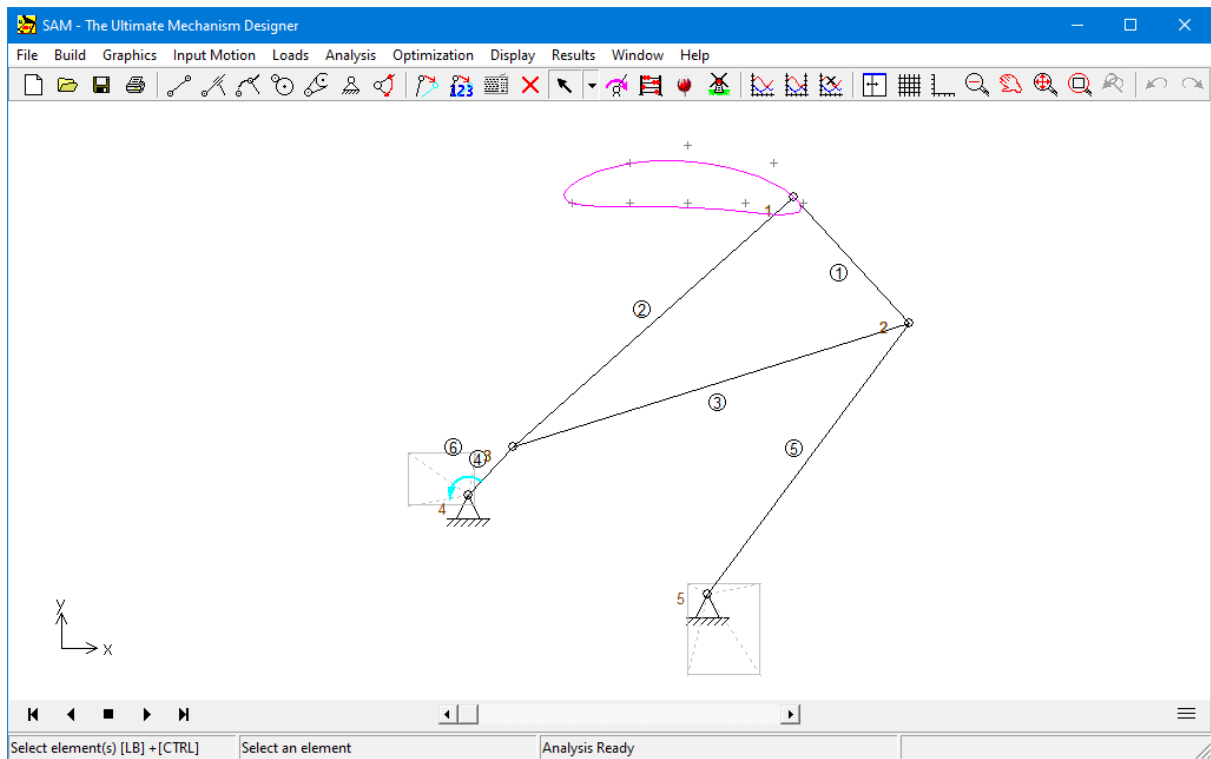 SAM - The Ultimate Mechanism Designer
File Build Graphics Input Motion Loads Analysis Optimization Display Results Window Help
123
1
1
2
2
3
6
4
3
5
4
5
y
x
Select element(s) [LB] +[CTRL] Select an element Analysis Ready